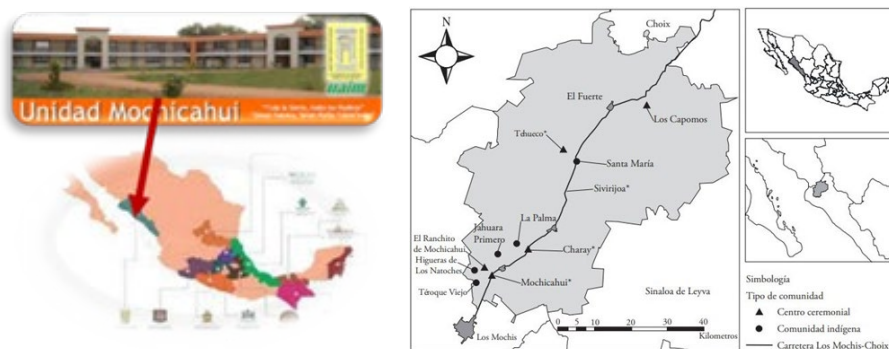 uaim
Unidad Mochicahui
N
Choix
El Fuerte
Los Capomos
Tehueco*
Santa María
Sivirijoa*
La Palma
Jahuara
Primero
El Ranchito
de Mochicahui
Charay*
Higueras de
Los Natoches
Mochicahui*
Téroque Viejo
Sinaloa de Leyva
Los Mochis
0 5 10 20 30 40
Kilometros
Simbología
Tipo de comunidad
Centro ceremonial
Comunidad indígena
Carretera Los Mochis-Choix